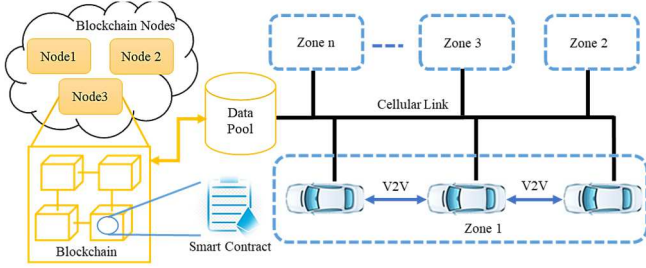 Blockchain Nodes
Node1
Node 2
Node3
Zone n
Zone 3
Zone 2
Data
Pool
Cellular Link
V2V
V2V
Zone 1
Blockchain
Smart Contract